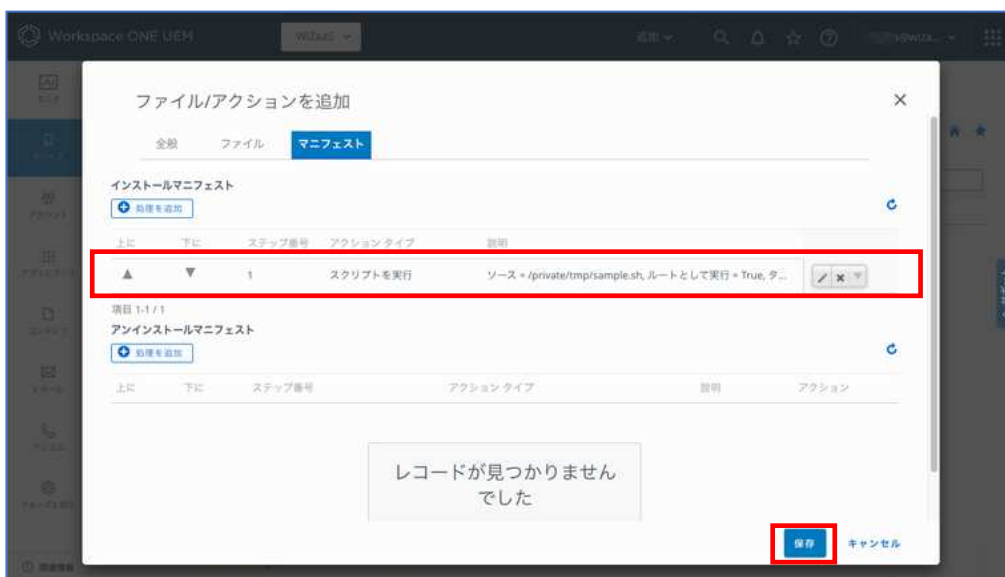 Workspace ONE UEM
WizaaS
追加
ファイル/アクションを追加
全般 ファイル マニフェスト
インストールマニフェスト
処理を追加
上に 下に ステップ番号 アクション タイプ 説明
1 スクリプトを実行 ソース = /private/tmp/sample.sh, ルートとして実行 = True, タ...
項目 1-1 / 1
アンインストールマニフェスト
処理を追加
上に 下に ステップ番号 アクション タイプ 説明 アクション
レコードが見つかりません
でした
保存 キャンセル